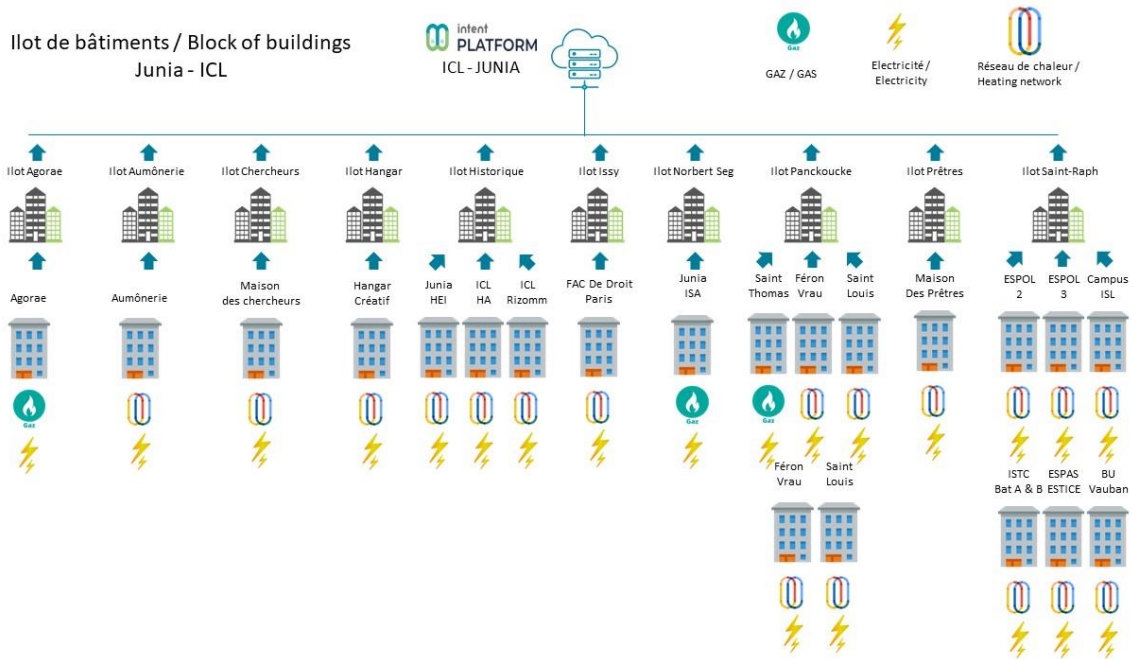 Ilot de bâtiments / Block of buildings
Junia - ICL
intent
PLATFORM
ICL - JUNIA
Gaz
GAZ / GAS
Electricité /
Electricity
Réseau de chaleur /
Heating network
Ilot Agorae
Ilot Aumônerie
Ilot Chercheurs
Ilot Hangar
Ilot Historique
Ilot Issy
Ilot Norbert Seg
Ilot Panckoucke
Ilot Prêtres
Ilot Saint-Raph
Agorae
Aumônerie
Maison
des chercheurs
Hangar
Créatif
Junia
HEI
ICL
HA
ICL
Rizomm
FAC De Droit
Paris
Junia
ISA
Saint
Thomas
Féron
Vrau
Saint
Louis
Maison
Des Prêtres
ESPOL
2
ESPOL
3
Campus
ISL
Gaz
Gaz
Gaz
Féron
Vrau
Saint
Louis
ISTC
Bat A & B
ESPAS
ESTICE
BU
Vauban